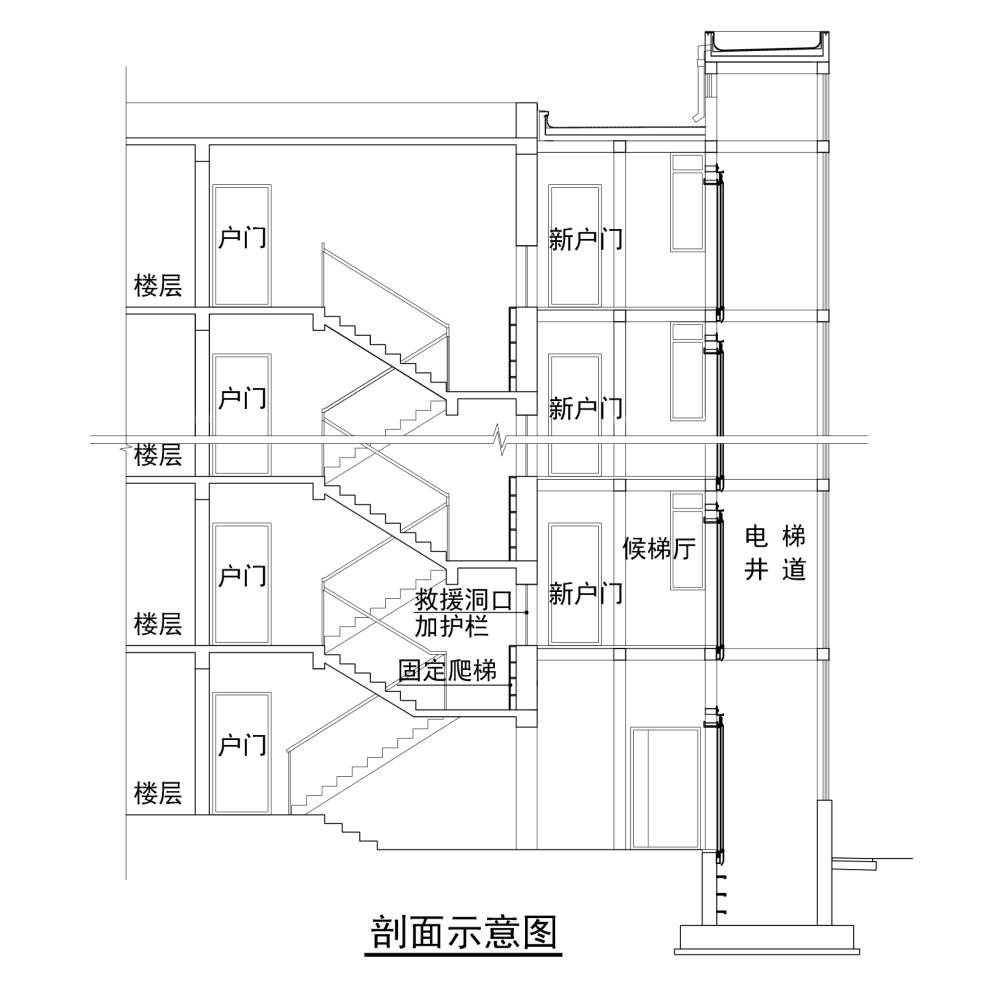 户门
新户门
楼层
户门
新户门
楼层
户门
候梯厅
电梯
井道
新户门
救援洞口
加护栏
楼层
固定爬梯
户门
楼层
剖面示意图